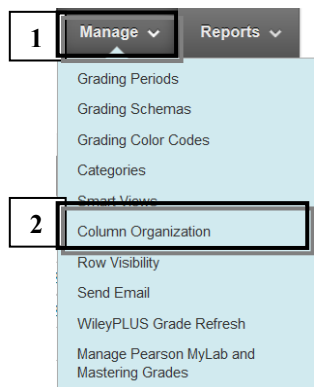 1
Manage
Reports
Grading Periods
Grading Schemas
Grading Color Codes
Categories
Smart Views
2
Column Organization
Row Visibility
Send Email
WileyPLUS Grade Refresh
Manage Pearson MyLab and
Mastering Grades